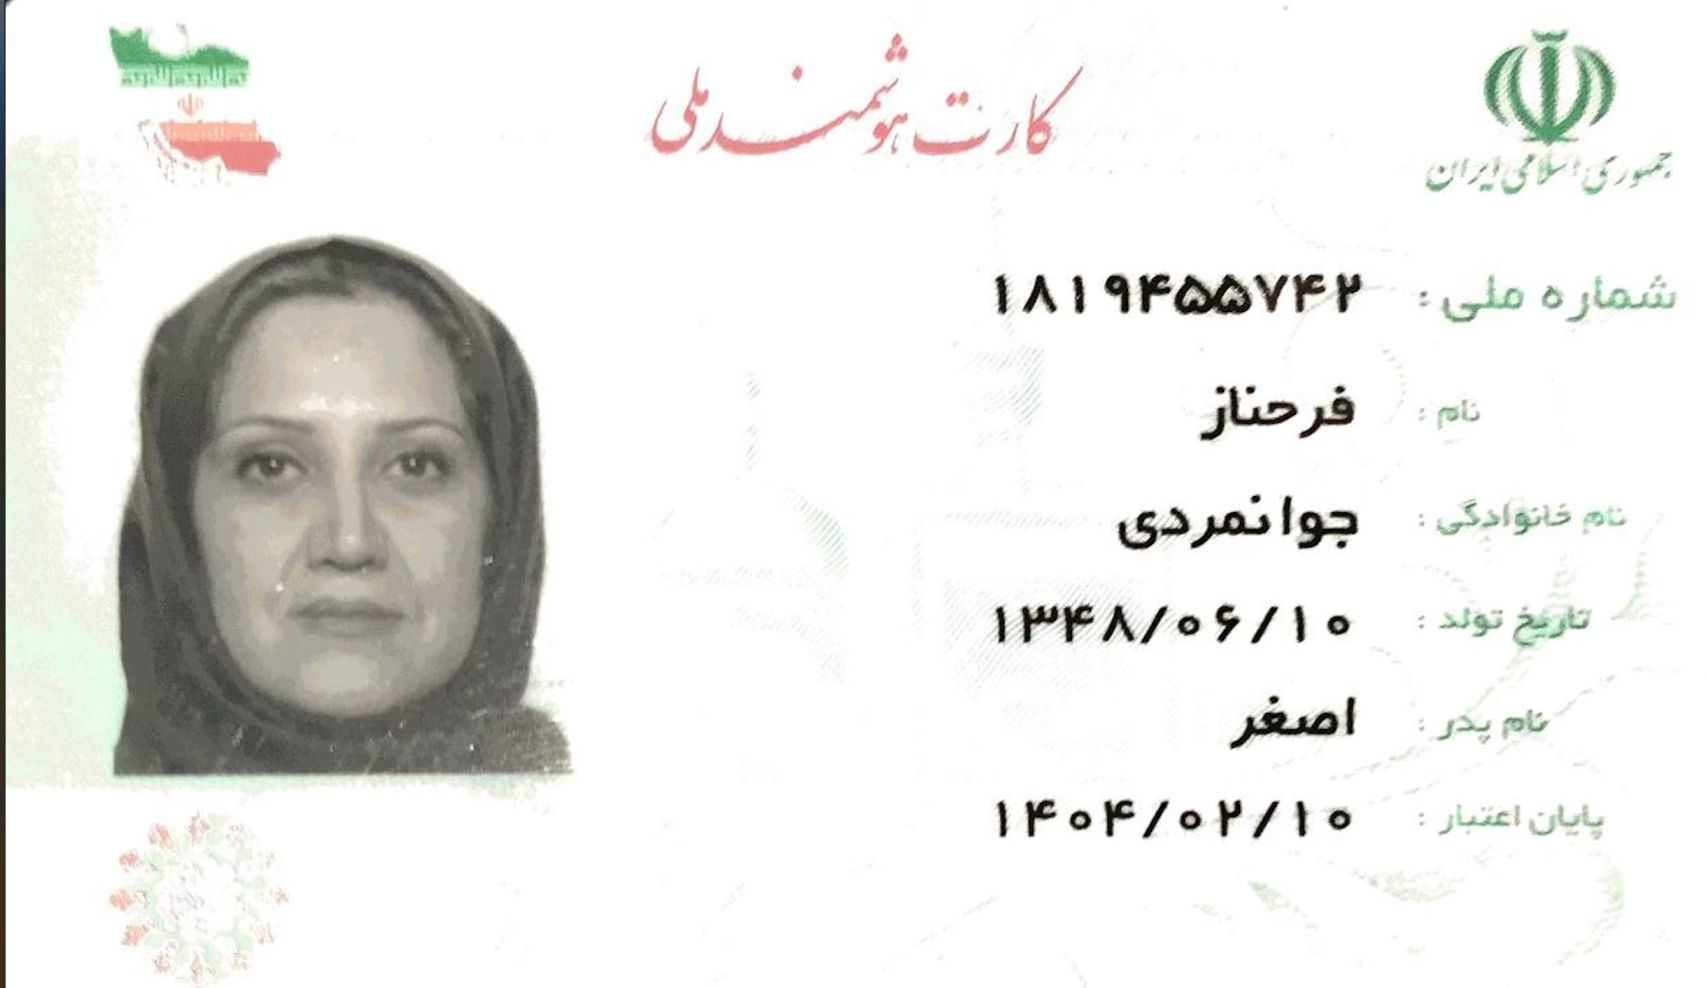 جمهوری اسلامی ایران
کارت هوشمند ملی
شماره ملی : ۱۸۱۹۴۵۵۷۴۲
نام : فرحناز
نام خانوادگی : جوانمردی
تاریخ تولد : ۱۳۴۸/۰۶/۱۰
نام پدر : اصغر
پایان اعتبار : ۱۴۰۴/۰۲/۱۰